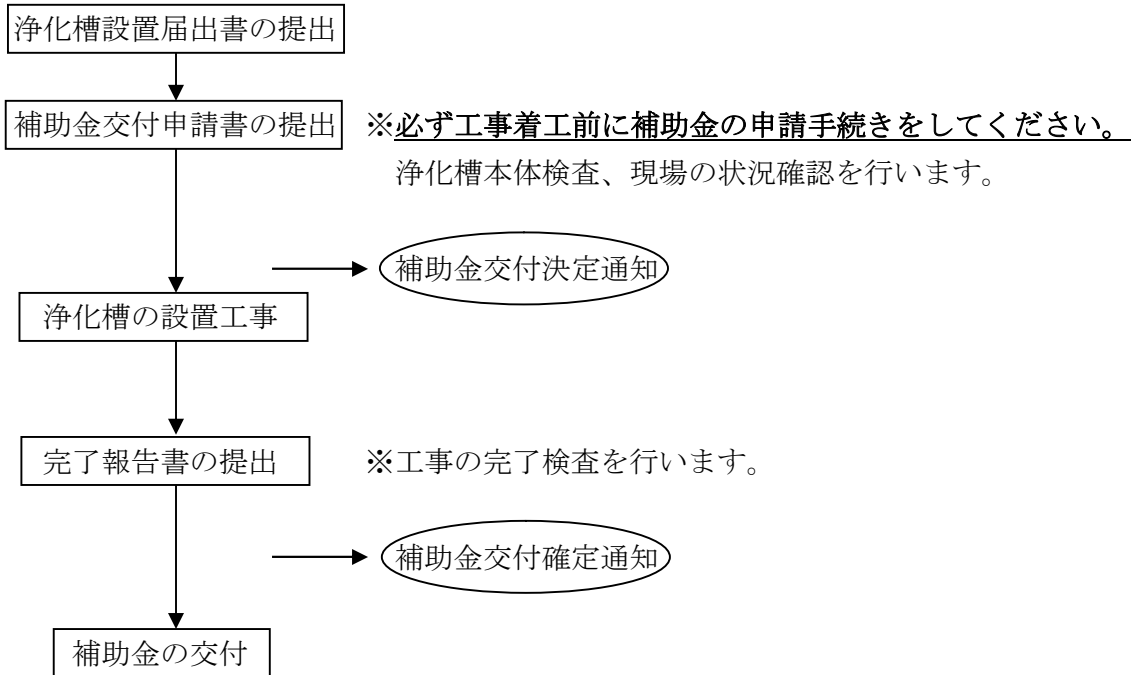 浄化槽設置届出書の提出
補助金交付申請書の提出 ※必ず工事着工前に補助金の申請手続きをしてください。
浄化槽本体検査、現場の状況確認を行います。
補助金交付決定通知
浄化槽の設置工事
完了報告書の提出 ※工事の完了検査を行います。
補助金交付確定通知
補助金の交付